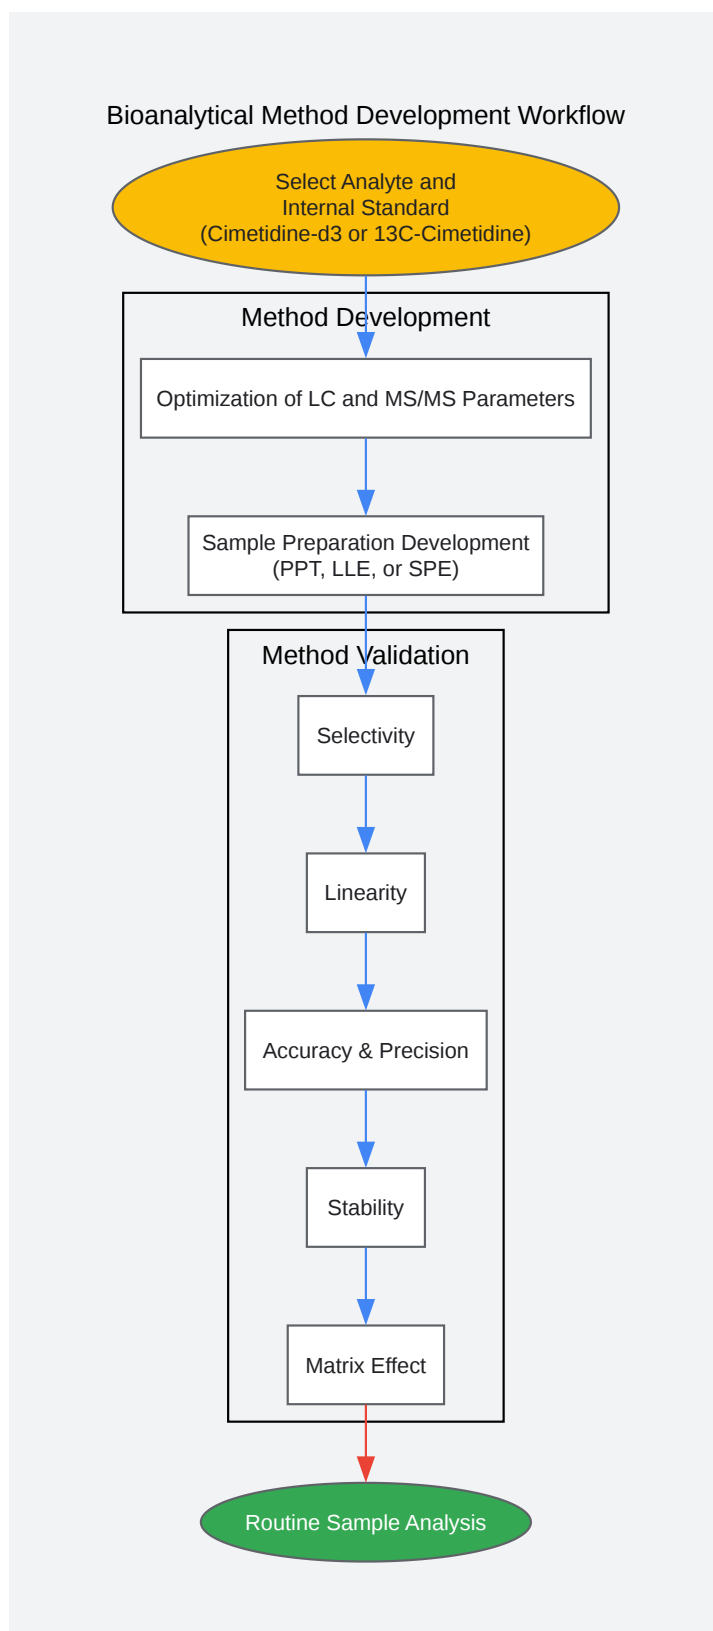 Bioanalytical Method Development Workflow
Select Analyte and
Internal Standard
(Cimetidine-d3 or 13C-Cimetidine)
Method Development
Optimization of LC and MS/MS Parameters
Sample Preparation Development
(PPT, LLE, or SPE)
Method Validation
Selectivity
Linearity
Accuracy & Precision
Stability
Matrix Effect
Routine Sample Analysis